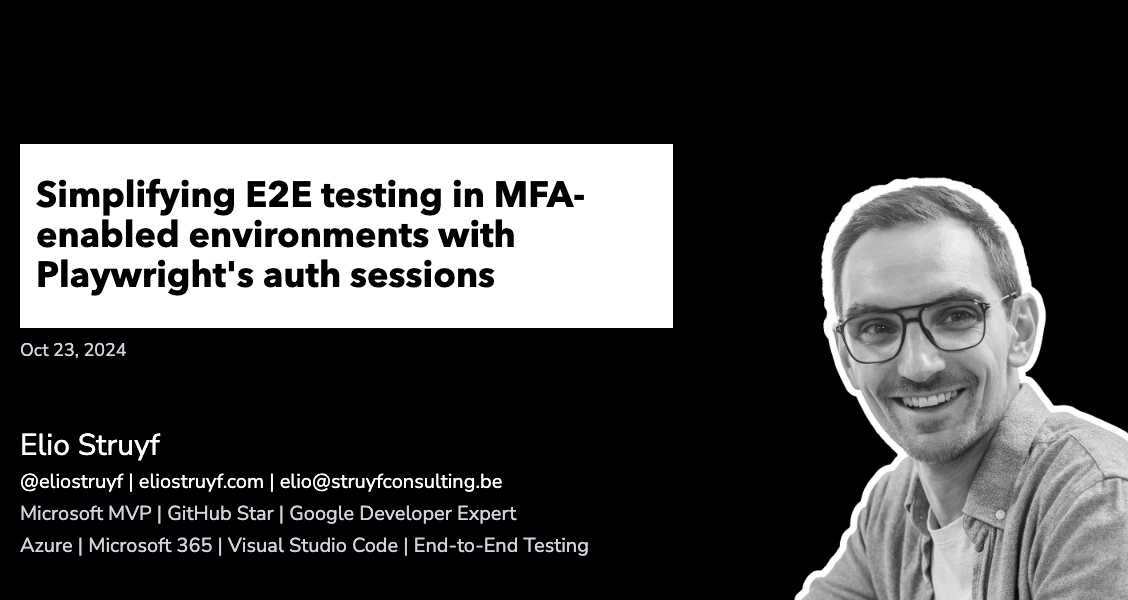 Simplifying E2E testing in MFA-
enabled environments with
Playwright's auth sessions
Oct 23, 2024
Elio Struyf
@eliostruyf | eliostruyf.com | elio@struyfconsulting.be
Microsoft MVP | GitHub Star | Google Developer Expert
Azure | Microsoft 365 | Visual Studio Code | End-to-End Testing